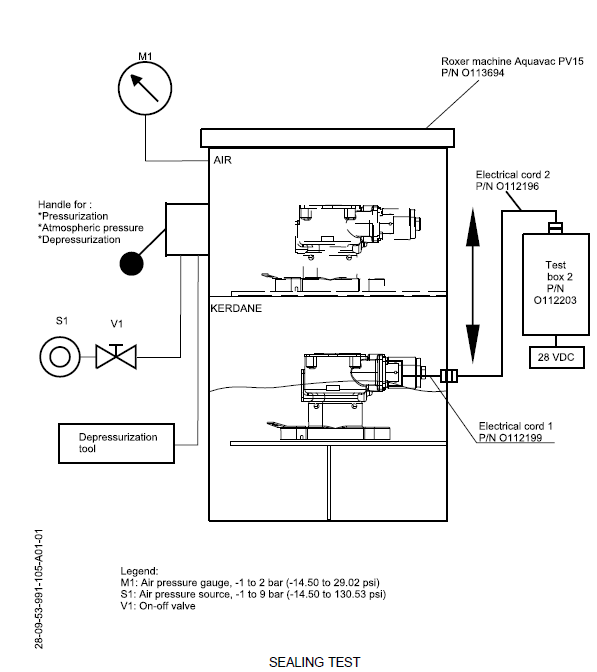 M1
Roxer machine Aquavac PV15
P/N O113694
AIR
Electrical cord 2
P/N O112196
Handle for :
*Pressurization
*Atmospheric pressure
*Depressurization
Test
box 2
P/N
O112203
KERDANE
S1
V1
28 VDC
Electrical cord 1
P/N O112199
Depressurization
tool
Legend:
M1: Air pressure gauge, -1 to 2 bar (-14.50 to 29.02 psi)
S1: Air pressure source, -1 to 9 bar (-14.50 to 130.53 psi)
V1: On-off valve
28-09-53-991-105-A01-01
SEALING TEST